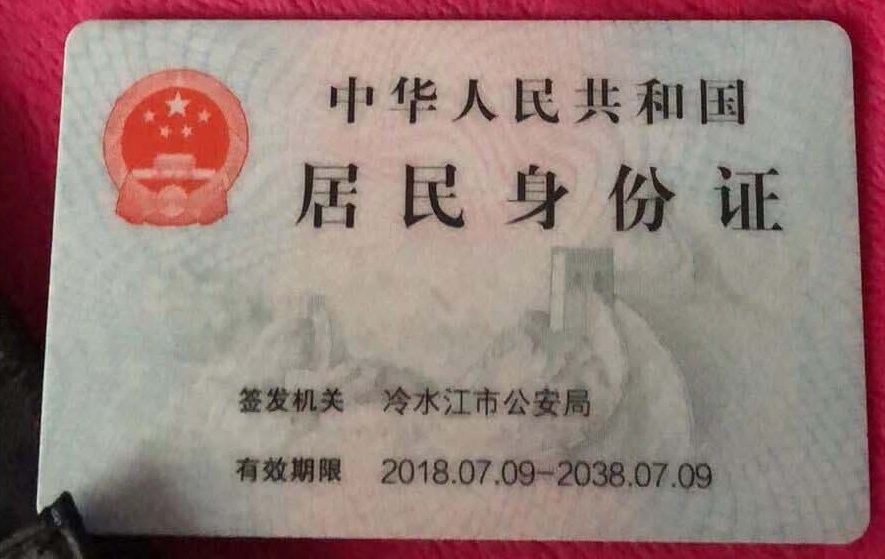 中华人民共和国
居民身份证
签发机关 冷水江市公安局
有效期限 2018.07.09-2038.07.09